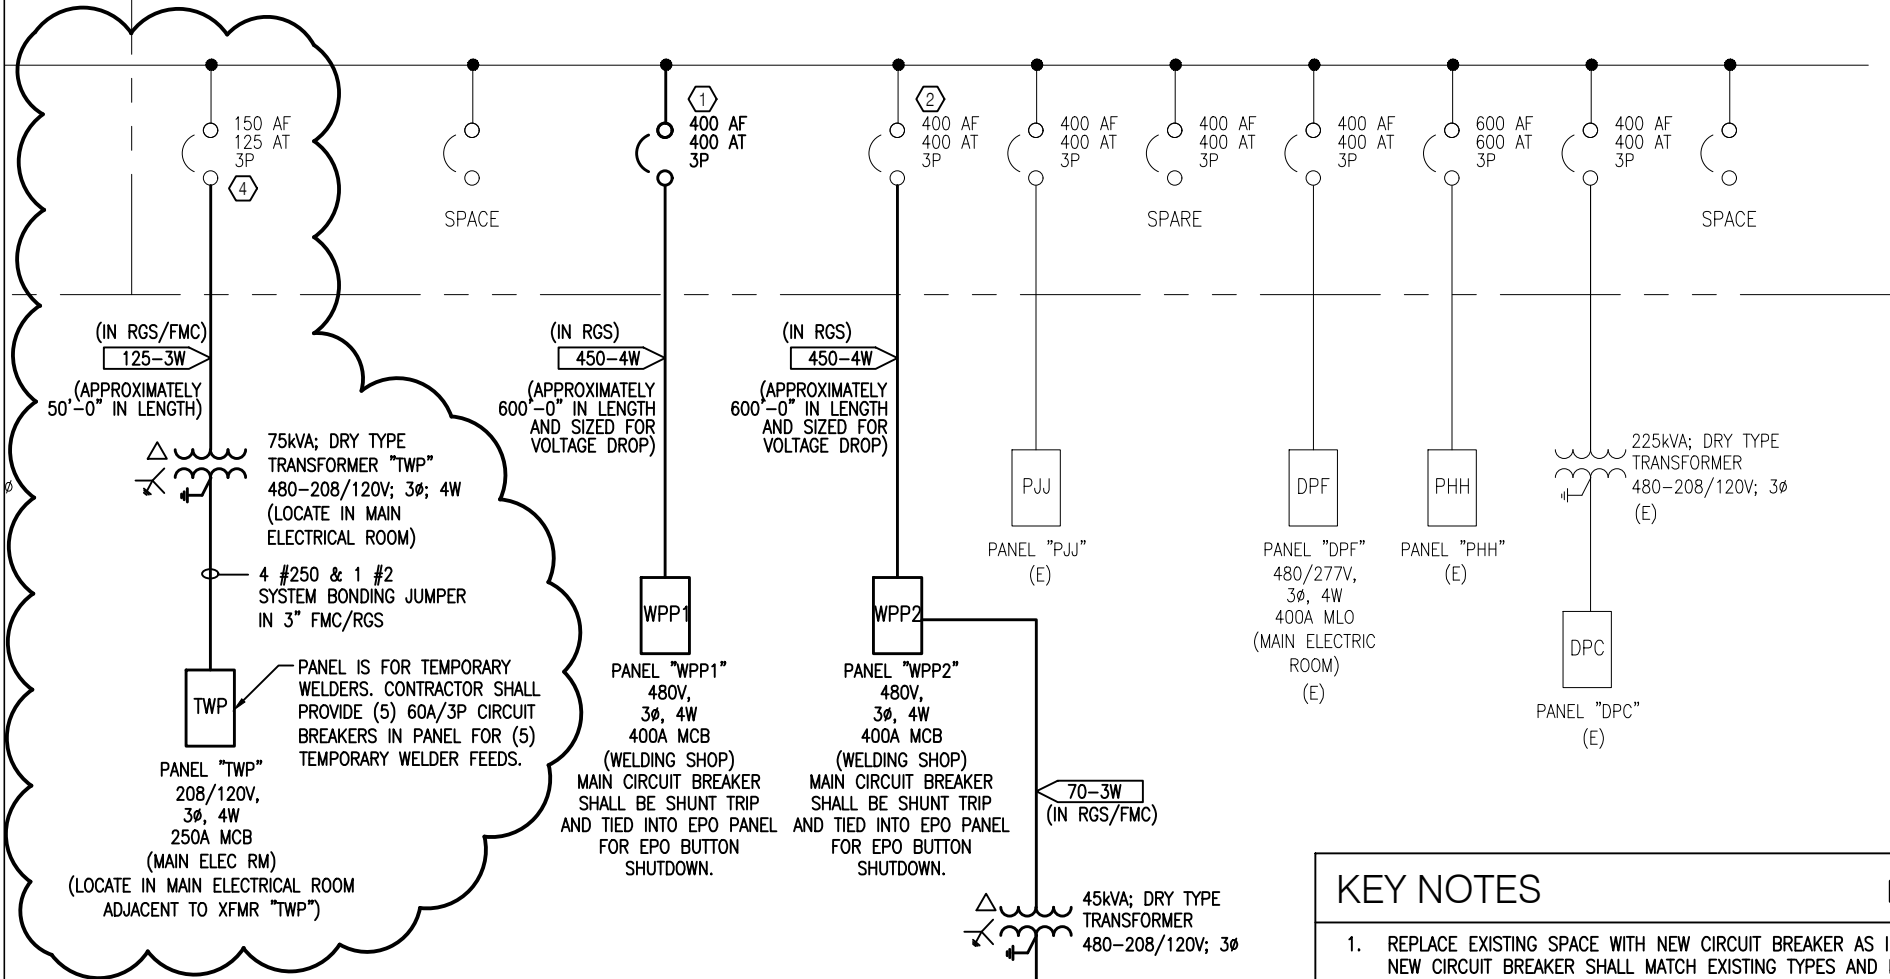 150 AF
125 AT
3P
4
SPACE
1
400 AF
400 AT
3P
2
400 AF
400 AT
3P
400 AF
400 AT
3P
400 AF
400 AT
3P
SPARE
400 AF
400 AT
3P
600 AF
600 AT
3P
400 AF
400 AT
3P
SPACE
(IN RGS/FMC)
125-3W
(APPROXIMATELY
50'-0" IN LENGTH)
75kVA; DRY TYPE
TRANSFORMER "TWP"
480-208/120V; 3ø; 4W
(LOCATE IN MAIN
ELECTRICAL ROOM)
4 #250 & 1 #2
SYSTEM BONDING JUMPER
IN 3" FMC/RGS
PANEL IS FOR TEMPORARY
WELDERS. CONTRACTOR SHALL
PROVIDE (5) 60A/3P CIRCUIT
BREAKERS IN PANEL FOR (5)
TEMPORARY WELDER FEEDS.
TWP
PANEL "TWP"
208/120V,
3ø, 4W
250A MCB
(MAIN ELEC RM)
(LOCATE IN MAIN ELECTRICAL ROOM
ADJACENT TO XFMR "TWP")
ø
(IN RGS)
450-4W
(APPROXIMATELY
600'-0" IN LENGTH
AND SIZED FOR
VOLTAGE DROP)
WPP1
PANEL "WPP1"
480V,
3ø, 4W
400A MCB
(WELDING SHOP)
MAIN CIRCUIT BREAKER
SHALL BE SHUNT TRIP
AND TIED INTO EPO PANEL
FOR EPO BUTTON
SHUTDOWN.
(IN RGS)
450-4W
(APPROXIMATELY
600'-0" IN LENGTH
AND SIZED FOR
VOLTAGE DROP)
WPP2
PANEL "WPP2"
480V,
3ø, 4W
400A MCB
(WELDING SHOP)
MAIN CIRCUIT BREAKER
SHALL BE SHUNT TRIP
AND TIED INTO EPO PANEL
FOR EPO BUTTON
SHUTDOWN.
70-3W
(IN RGS/FMC)
45kVA; DRY TYPE
TRANSFORMER
480-208/120V; 3ø
PJJ
PANEL "PJJ"
(E)
DPF
PANEL "DPF"
480/277V,
3ø, 4W
400A MLO
(MAIN ELECTRIC
ROOM)
(E)
PHH
PANEL "PHH"
(E)
225kVA; DRY TYPE
TRANSFORMER
480-208/120V; 3ø
(E)
DPC
PANEL "DPC"
(E)
KEY NOTES
1. REPLACE EXISTING SPACE WITH NEW CIRCUIT BREAKER AS
NEW CIRCUIT BREAKER SHALL MATCH EXISTING TYPES AND